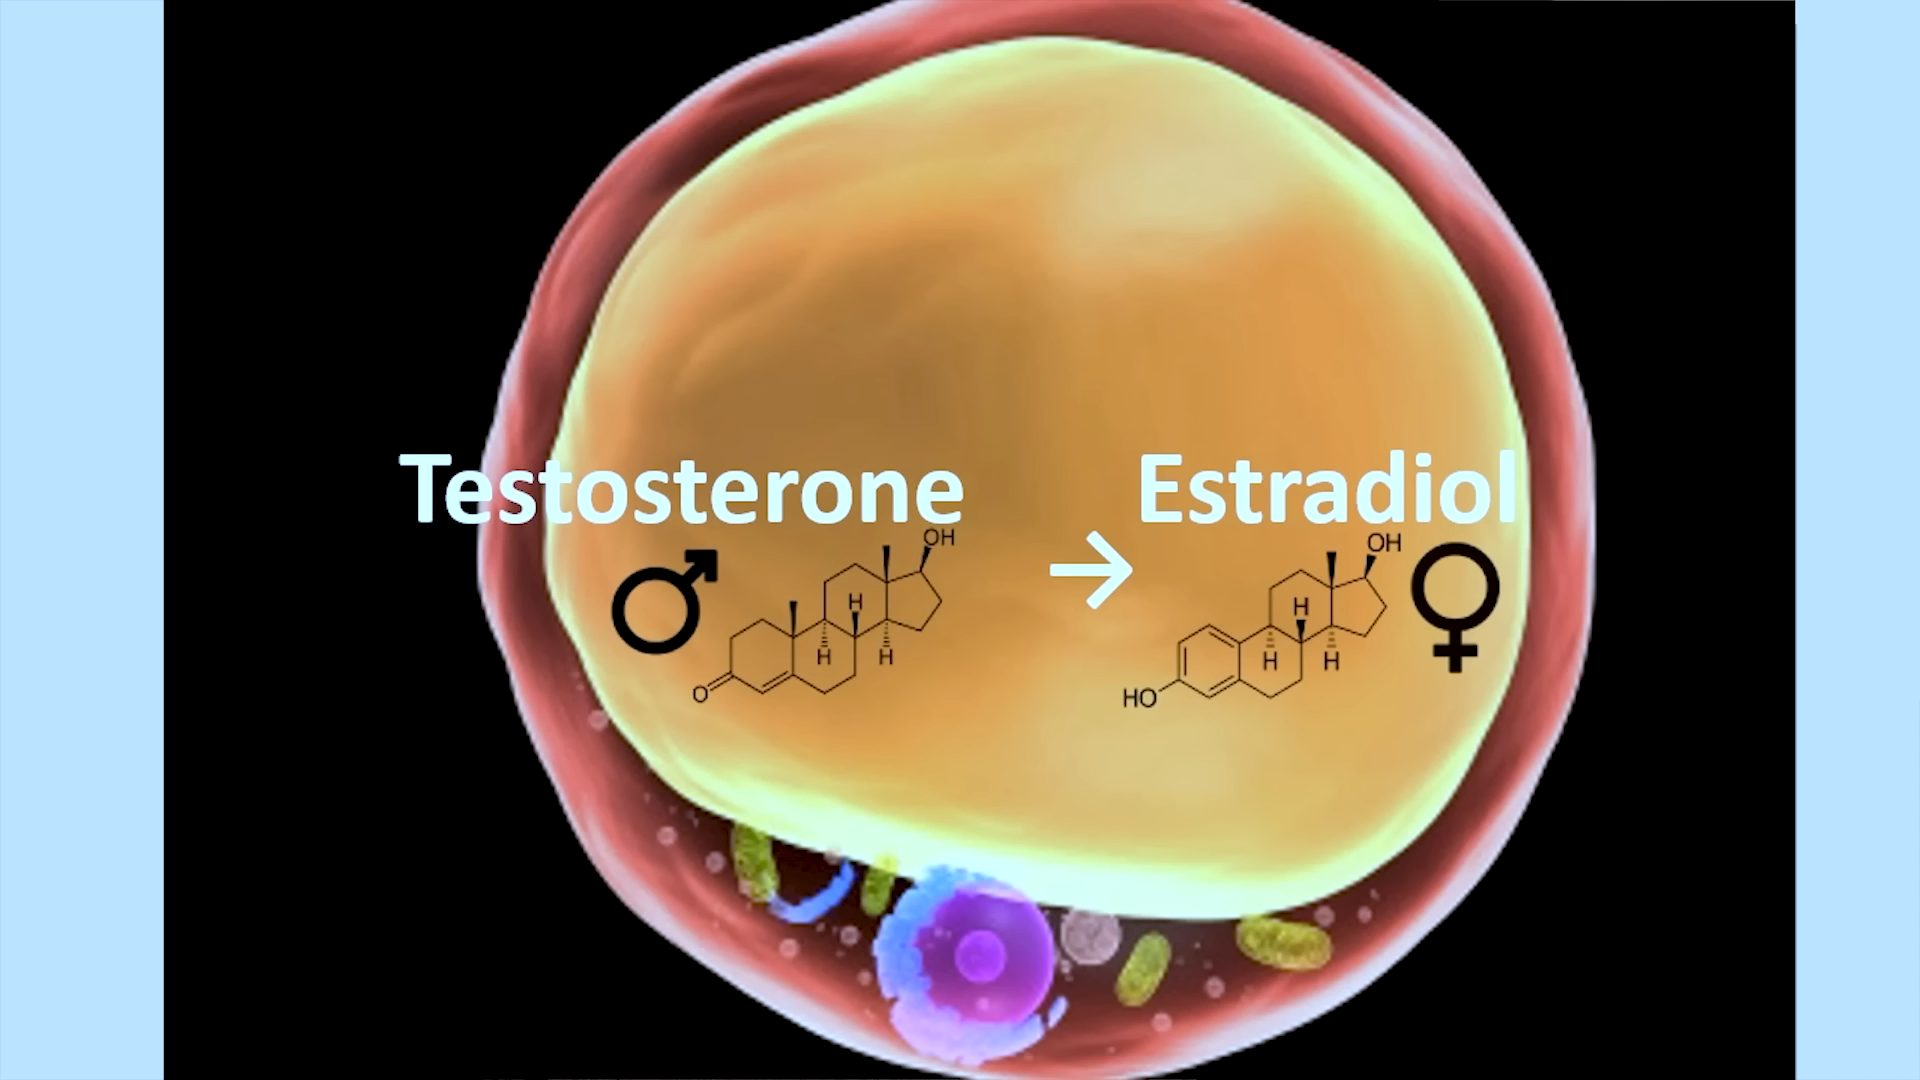 Testosterone
Estradiol
→
OH
H
H
H
O
OH
H
H
H
HO